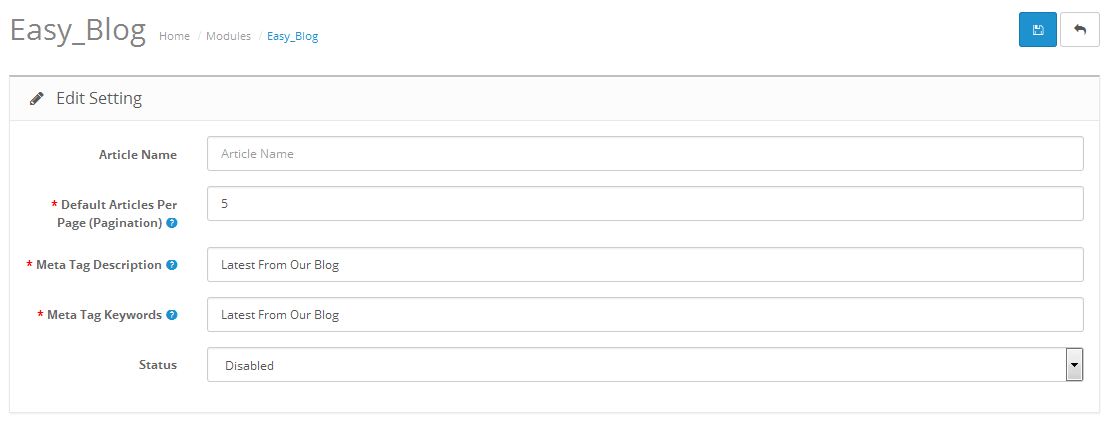 Easy_Blog Home / Modules / Easy_Blog
Edit Setting
Article Name Article Name
* Default Articles Per 5
Page (Pagination) ?
* Meta Tag Description ? Latest From Our Blog
* Meta Tag Keywords ? Latest From Our Blog
Status Disabled